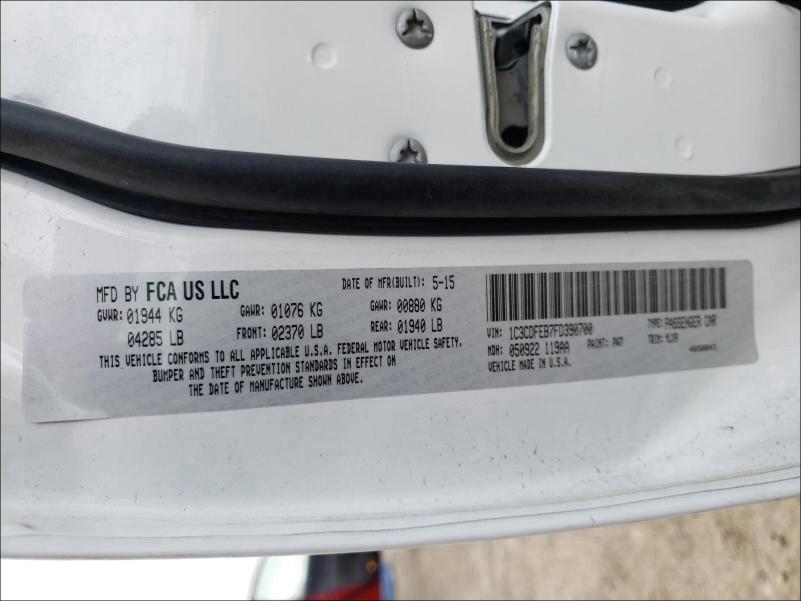 MFD BY FCA US LLC
DATE OF MFR(BUILT): 5-15
GVWR: 01944 KG
04285 LB
GAWR: 01076 KG
FRONT: 02370 LB
GAWR: 00880 KG
REAR: 01940 LB
THIS VEHICLE CONFORMS TO ALL APPLICABLE U.S.A. FEDERAL MOTOR VEHICLE SAFETY,
BUMPER AND THEFT PREVENTION STANDARDS IN EFFECT ON
THE DATE OF MANUFACTURE SHOWN ABOVE.
VIN: 1C3CDFEB7FD390700
TYPE: PASSENGER CAR
MDH: 050922 119AA
PAINT: PW7
TRIM:
VEHICLE MADE IN U.S.A.